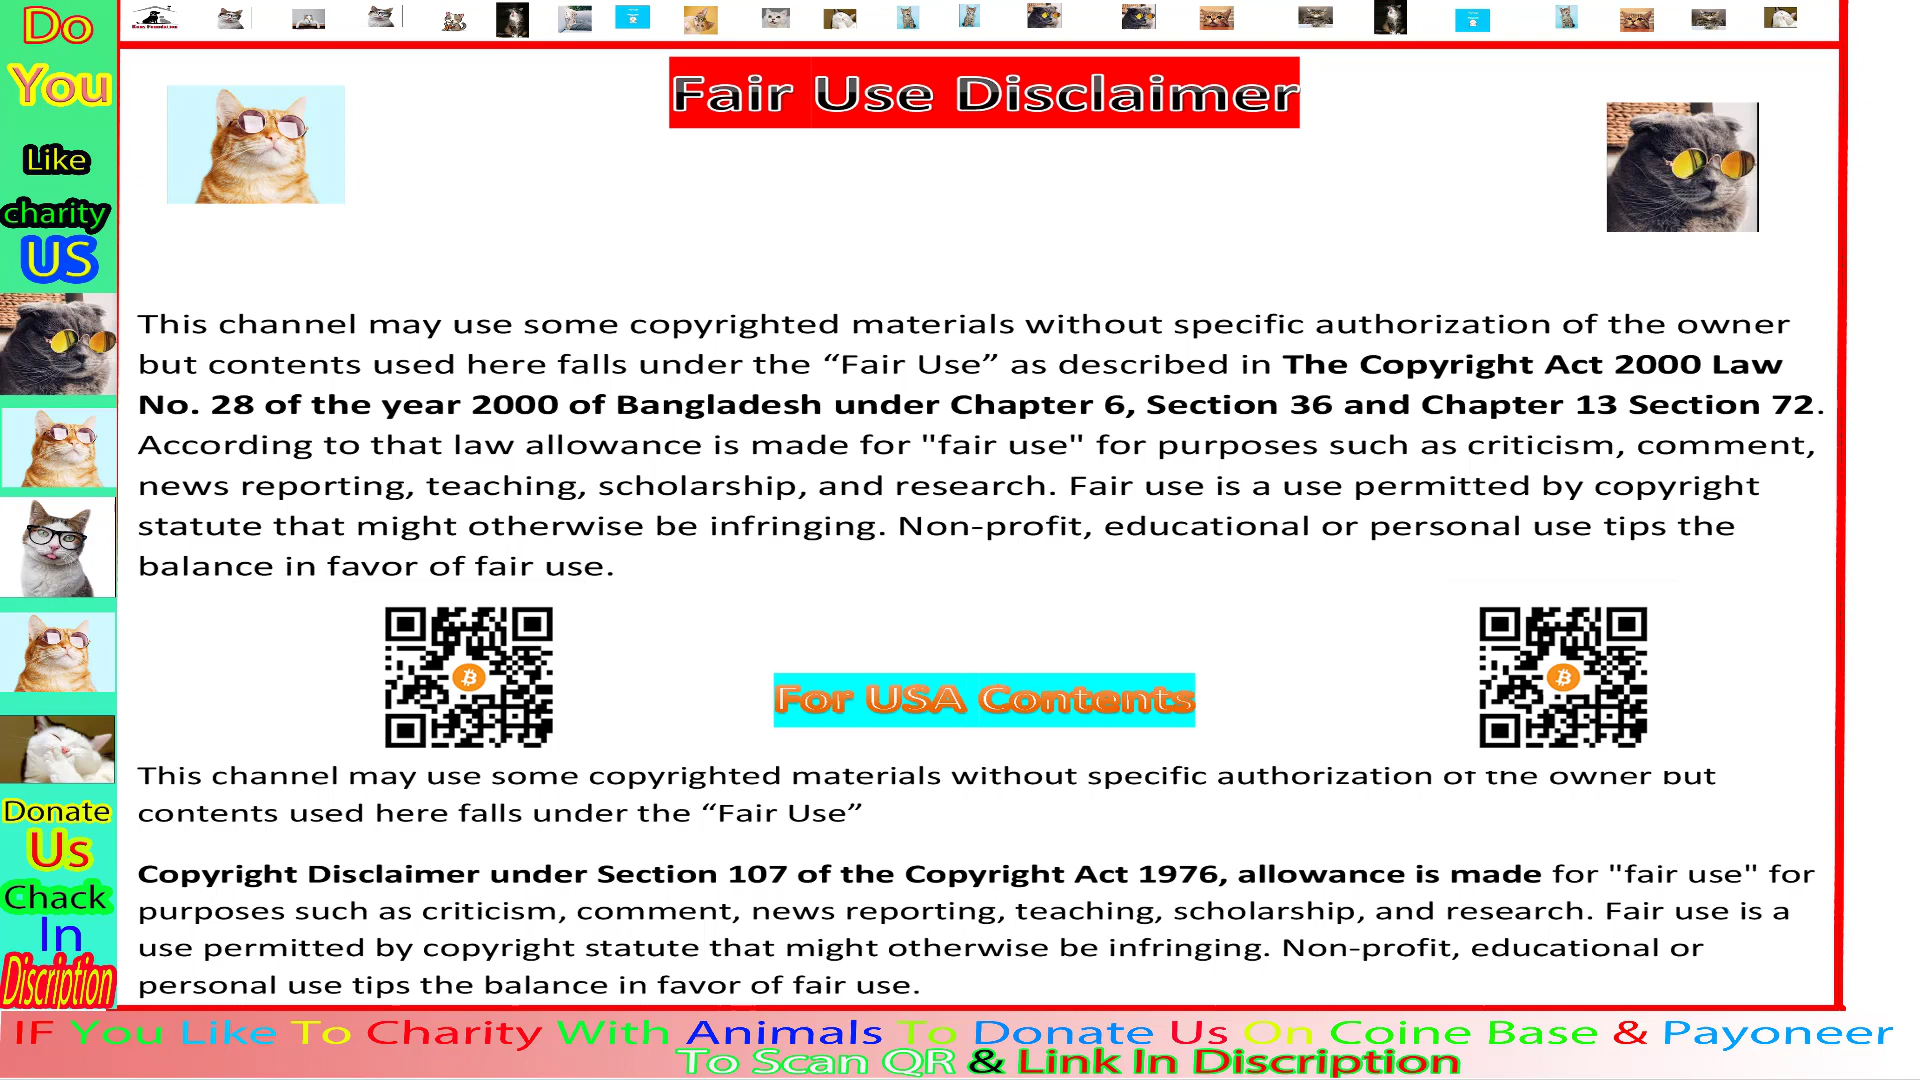 Do
You
Like
charity
US
Donate
Us
Chack
In
Discription
Fair Use Disclaimer
This channel may use some copyrighted materials without specific authorization of the owner
but contents used here falls under the “Fair Use” as described in The Copyright Act 2000 Law
No. 28 of the year 2000 of Bangladesh under Chapter 6, Section 36 and Chapter 13 Section 72.
According to that law allowance is made for "fair use" for purposes such as criticism, comment,
news reporting, teaching, scholarship, and research. Fair use is a use permitted by copyright
statute that might otherwise be infringing. Non-profit, educational or personal use tips the
balance in favor of fair use.
For USA Contents
This channel may use some copyrighted materials without specific authorization of the owner but
contents used here falls under the “Fair Use”
Copyright Disclaimer under Section 107 of the Copyright Act 1976, allowance is made for "fair use" for
purposes such as criticism, comment, news reporting, teaching, scholarship, and research. Fair use is a
use permitted by copyright statute that might otherwise be infringing. Non-profit, educational or
personal use tips the balance in favor of fair use.
IF You Like To Charity With Animals To Donate Us On Coine Base & Payoneer
To Scan QR & Link In Discription